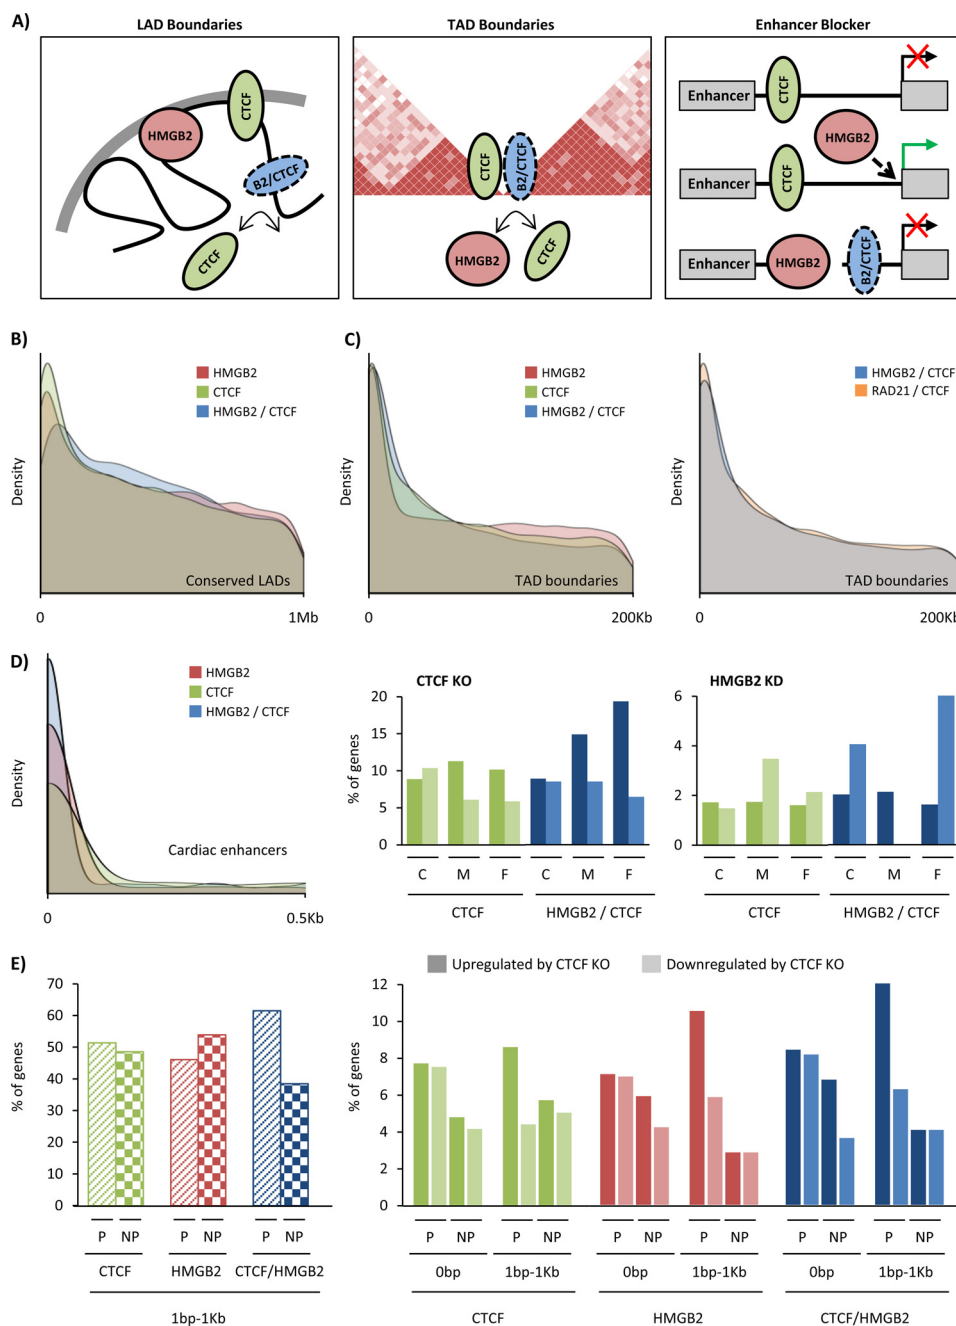 A)
LAD Boundaries
TAD Boundaries
Enhancer Blocker
HMGB2
CTCF
B2/CTCF
CTCF
CTCF
B2/CTCF
HMGB2
CTCF
Enhancer
CTCF
HMGB2
Enhancer
CTCF
Enhancer
HMGB2
B2/CTCF
B)
Density
HMGB2
CTCF
HMGB2 / CTCF
Conserved LADs
0
1Mb
C)
Density
HMGB2
CTCF
HMGB2 / CTCF
TAD boundaries
0
200Kb
Density
HMGB2 / CTCF
RAD21 / CTCF
TAD boundaries
0
200Kb
D)
Density
HMGB2
CTCF
HMGB2 / CTCF
Cardiac enhancers
0
0.5Kb
CTCF KO
% of genes
20
15
10
5
0
C M F C M F
CTCF HMGB2 / CTCF
HMGB2 KD
6
4
2
0
C M F C M F
CTCF HMGB2 / CTCF
E)
% of genes
70
60
50
40
30
20
10
0
P NP P NP P NP
CTCF HMGB2 CTCF/HMGB2
1bp-1Kb
Upregulated by CTCF KO
Downregulated by CTCF KO
% of genes
12
10
8
6
4
2
0
P NP P NP P NP P NP P NP P NP
0bp 1bp-1Kb 0bp 1bp-1Kb 0bp 1bp-1Kb
CTCF HMGB2 CTCF/HMGB2